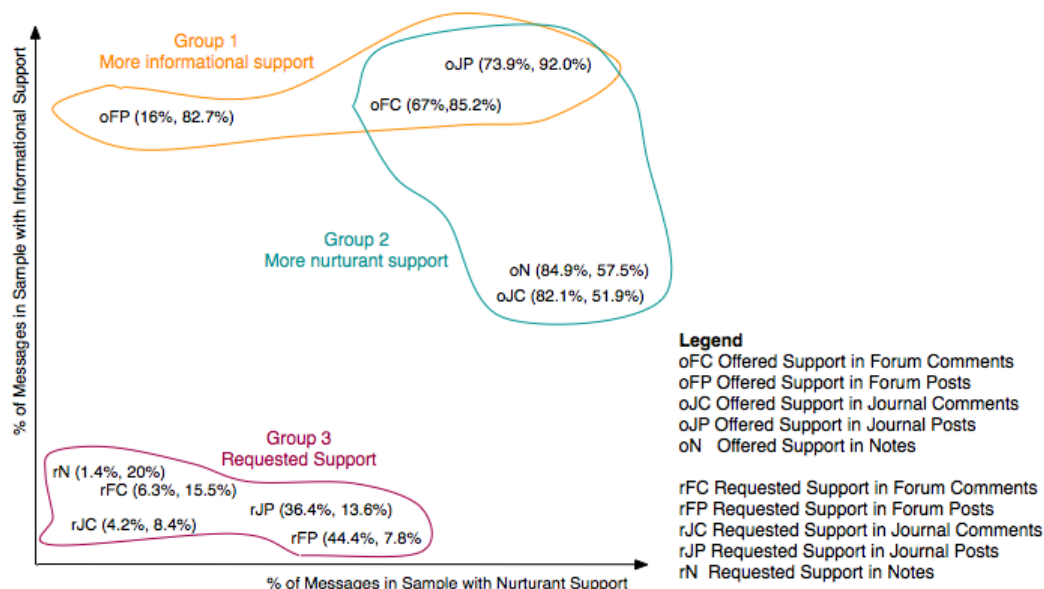 % of Messages in Sample with Informational Support
Group 1
More informational support
oJP (73.9%, 92.0%)
oFC (67%,85.2%)
oFP (16%, 82.7%)
Group 2
More nurturant support
oN (84.9%, 57.5%)
oJC (82.1%, 51.9%)
Group 3
Requested Support
rN (1.4%, 20%)
rFC (6.3%, 15.5%)
rJP (36.4%, 13.6%)
rJC (4.2%, 8.4%)
rFP (44.4%, 7.8%
% of Messages in Sample with Nurturant Support
Legend
oFC Offered Support in Forum Comments
oFP Offered Support in Forum Posts
oJC Offered Support in Journal Comments
oJP Offered Support in Journal Posts
oN Offered Support in Notes
rFC Requested Support in Forum Comments
rFP Requested Support in Forum Posts
rJC Requested Support in Journal Comments
rJP Requested Support in Journal Posts
rN Requested Support in Notes